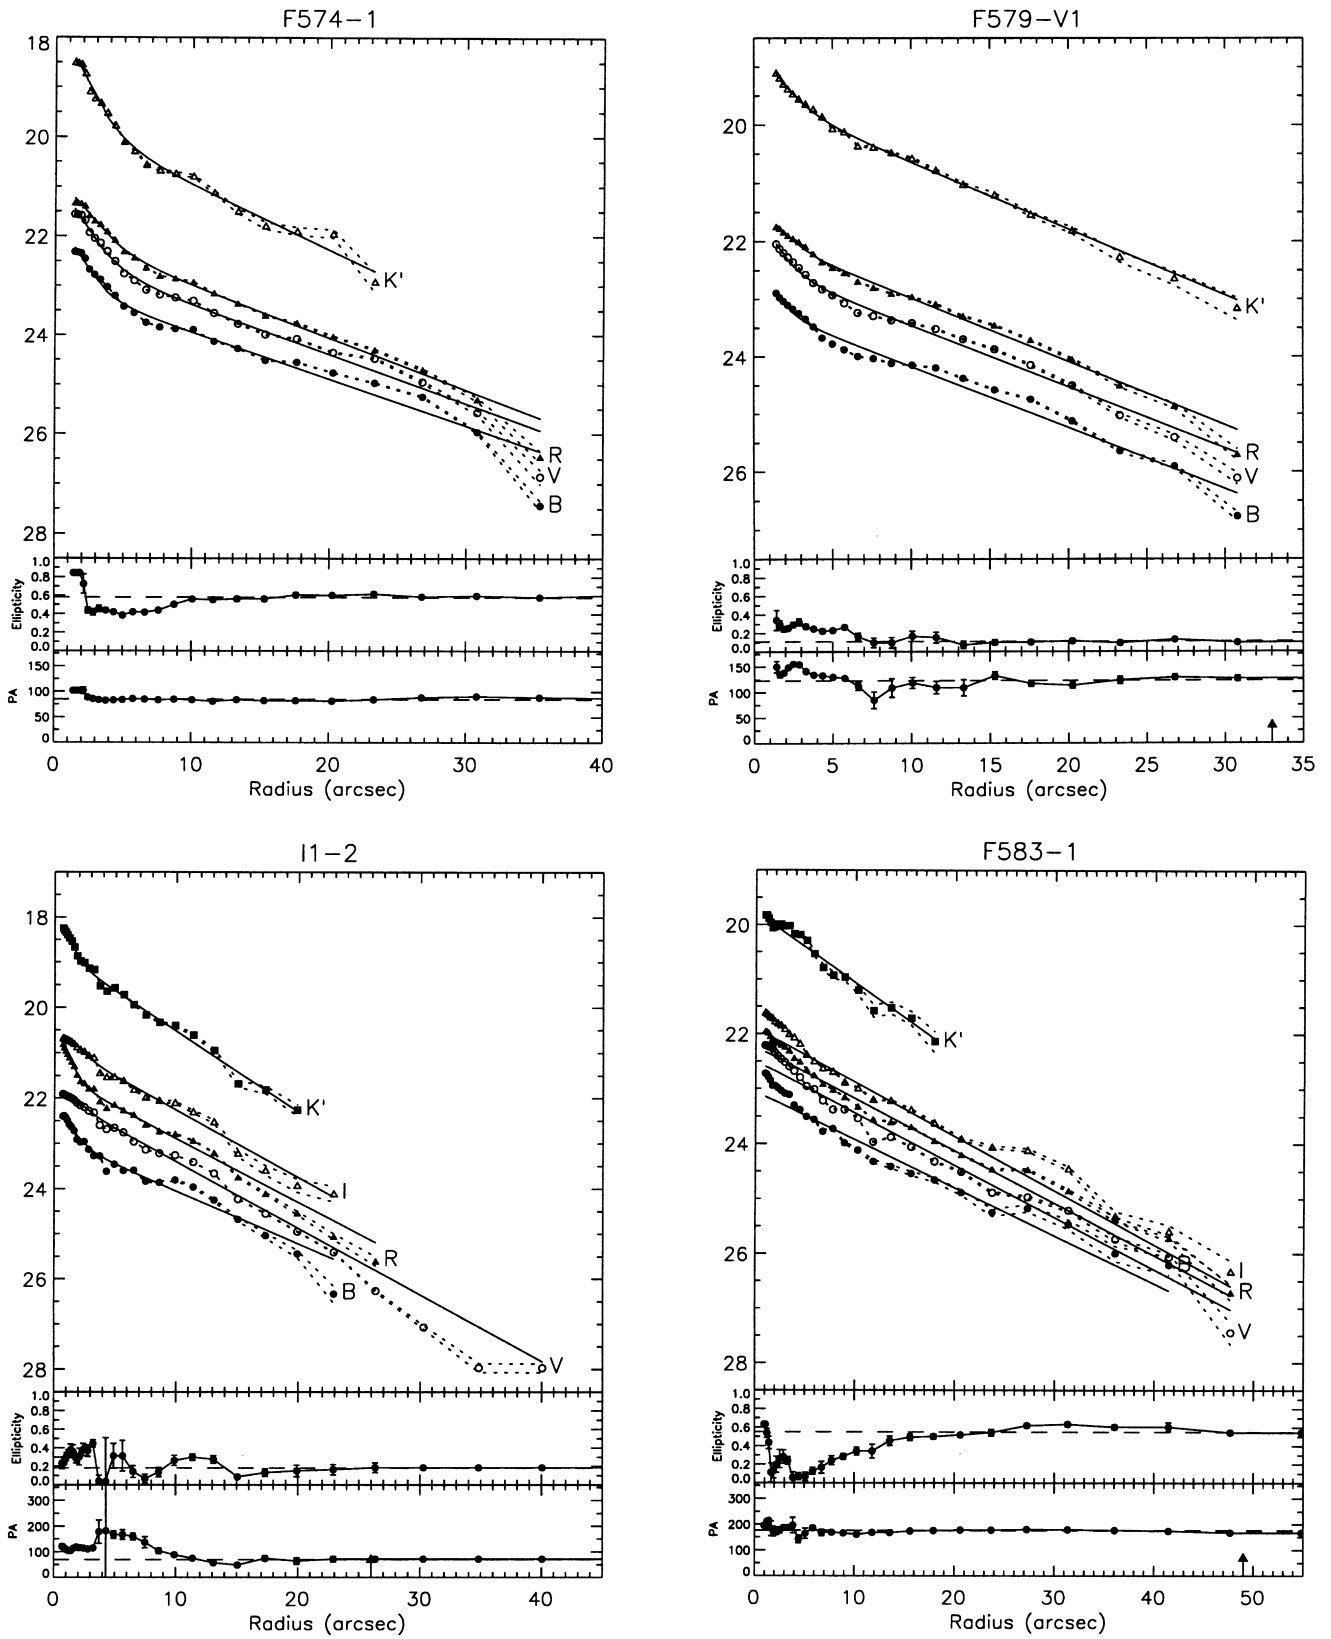 F574-1
18
20
22
24
26
28
K'
R
V
B
1.0
0.8
0.6
0.4
0.2
0.0
Ellipticity
150
100
50
0
PA
0 10 20 30 40
Radius (arcsec)
F579-V1
20
22
24
26
K'
R
V
B
1.0
0.8
0.6
0.4
0.2
0.0
Ellipticity
150
100
50
0
PA
0 5 10 15 20 25 30 35
Radius (arcsec)
I1-2
18
20
22
24
26
28
K'
I
R
B
V
1.0
0.8
0.6
0.4
0.2
0.0
Ellipticity
300
200
100
0
PA
0 10 20 30 40
Radius (arcsec)
F583-1
20
22
24
26
K'
B
I
R
V
1.0
0.8
0.6
0.4
0.2
0.0
Ellipticity
300
200
100
0
PA
0 10 20 30 40 50
Radius (arcsec)